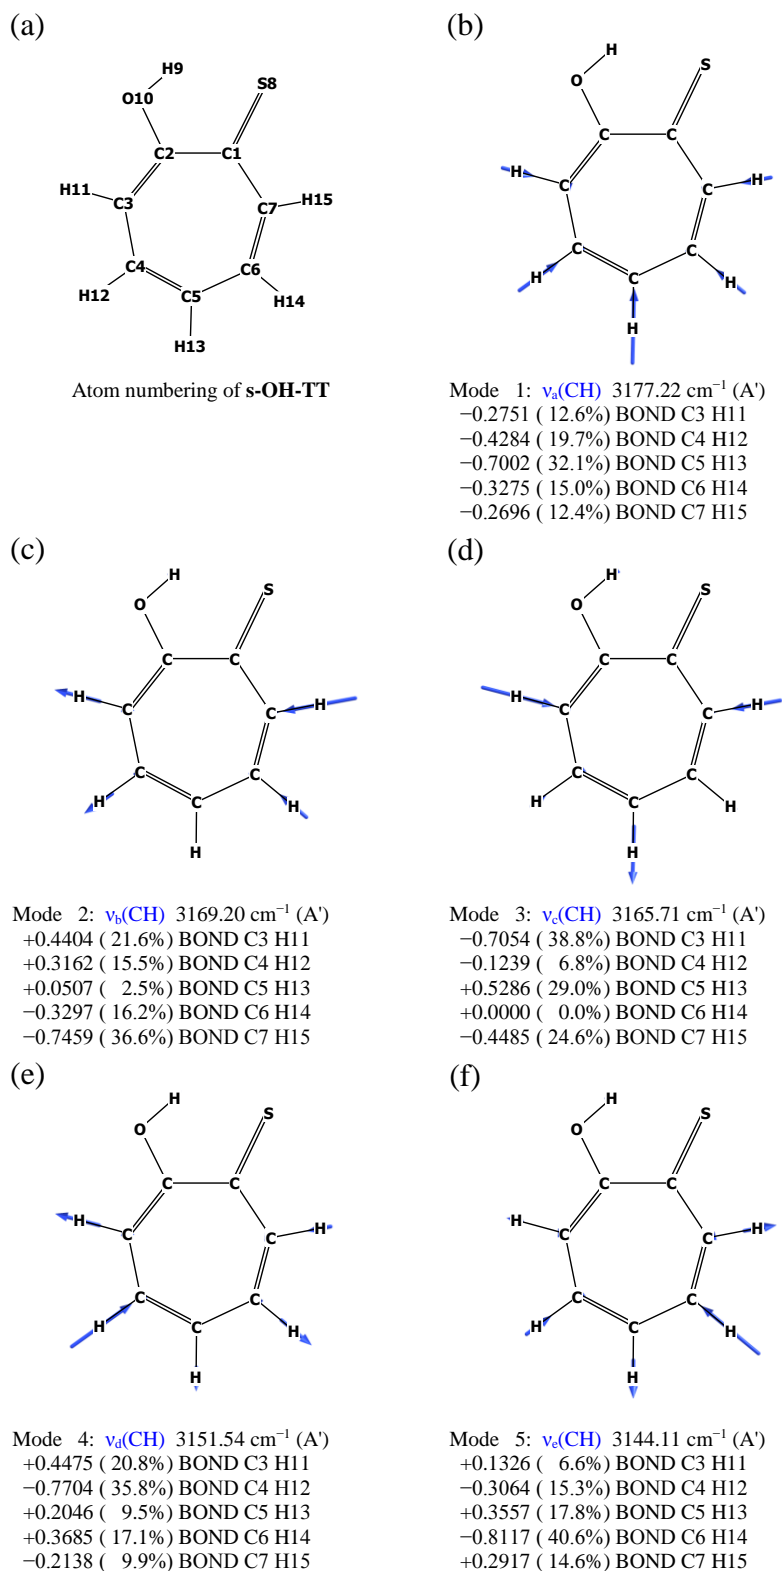 (a)
H9
O10
S8
C2
C1
H11
C3
C7
H15
C4
C6
H12
C5
H14
H13
Atom numbering of s-OH-TT
(b)
H
O
S
C
C
H
C
C
H
C
C
H
C
H
H
Mode 1: νa(CH) 3177.22 cm⁻¹ (A')
−0.2751 ( 12.6%) BOND C3 H11
−0.4284 ( 19.7%) BOND C4 H12
−0.7002 ( 32.1%) BOND C5 H13
−0.3275 ( 15.0%) BOND C6 H14
−0.2696 ( 12.4%) BOND C7 H15
(c)
H
O
S
C
C
H
C
C
H
C
C
H
C
H
H
Mode 2: νb(CH) 3169.20 cm⁻¹ (A')
+0.4404 ( 21.6%) BOND C3 H11
+0.3162 ( 15.5%) BOND C4 H12
+0.0507 ( 2.5%) BOND C5 H13
−0.3297 ( 16.2%) BOND C6 H14
−0.7459 ( 36.6%) BOND C7 H15
(d)
H
O
S
C
C
H
C
C
H
C
C
H
C
H
H
Mode 3: νc(CH) 3165.71 cm⁻¹ (A')
−0.7054 ( 38.8%) BOND C3 H11
−0.1239 ( 6.8%) BOND C4 H12
+0.5286 ( 29.0%) BOND C5 H13
+0.0000 ( 0.0%) BOND C6 H14
−0.4485 ( 24.6%) BOND C7 H15
(e)
H
O
S
C
C
H
C
C
H
C
C
H
C
H
H
Mode 4: νd(CH) 3151.54 cm⁻¹ (A')
+0.4475 ( 20.8%) BOND C3 H11
−0.7704 ( 35.8%) BOND C4 H12
+0.2046 ( 9.5%) BOND C5 H13
+0.3685 ( 17.1%) BOND C6 H14
−0.2138 ( 9.9%) BOND C7 H15
(f)
H
O
S
C
C
H
C
C
H
C
C
H
C
H
H
Mode 5: νe(CH) 3144.11 cm⁻¹ (A')
+0.1326 ( 6.6%) BOND C3 H11
−0.3064 ( 15.3%) BOND C4 H12
+0.3557 ( 17.8%) BOND C5 H13
−0.8117 ( 40.6%) BOND C6 H14
+0.2917 ( 14.6%) BOND C7 H15